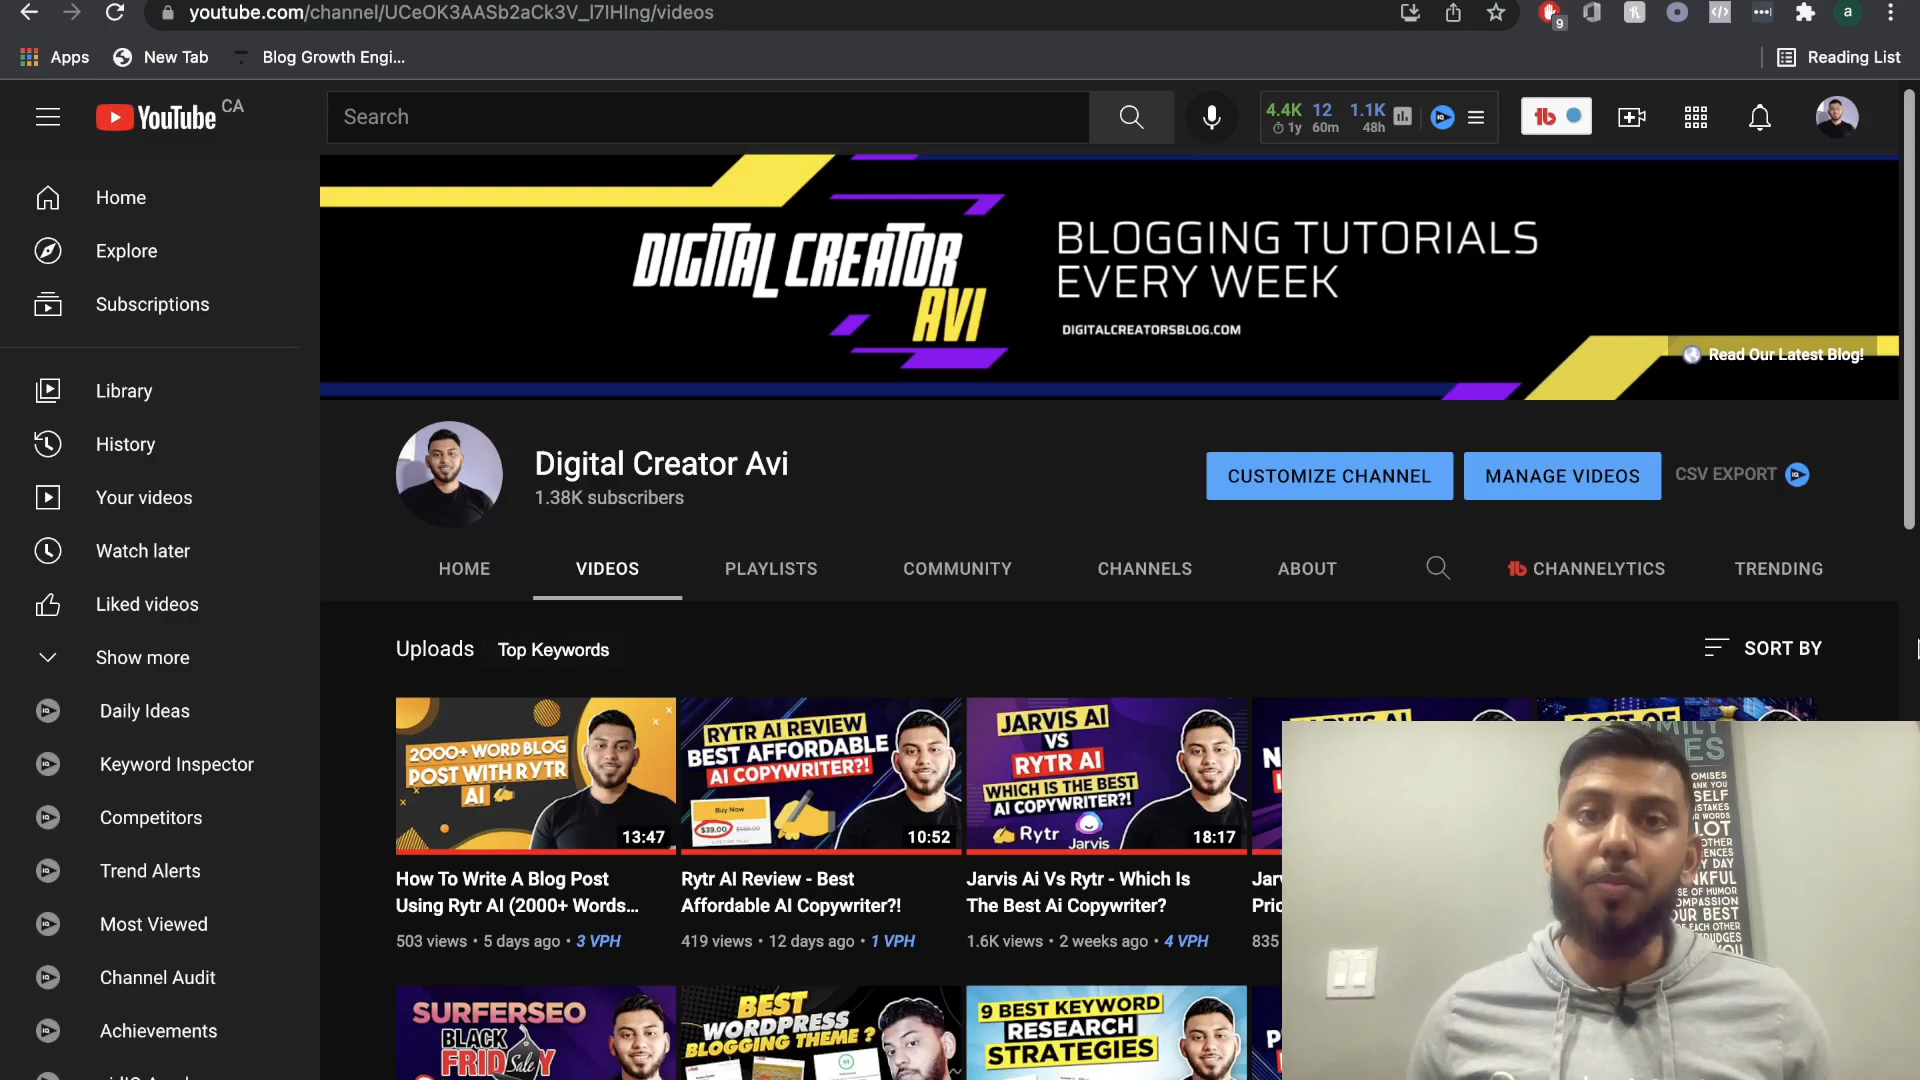 youtube.com/channel/UCeOK3AASb2aCk3V_l7lHIng/videos
9
a
Apps
New Tab
Blog Growth Engi...
Reading List
YouTube CA
Search
4.4K 12 1.1K
1y 60m 48h
Home
Explore
Subscriptions
Library
History
Your videos
Watch later
Liked videos
Show more
Daily Ideas
Keyword Inspector
Competitors
Trend Alerts
Most Viewed
Channel Audit
Achievements
DIGITAL CREATOR
AVI
BLOGGING TUTORIALS
EVERY WEEK
DIGITALCREATORSBLOG.COM
Read Our Latest Blog!
Digital Creator Avi
1.38K subscribers
CUSTOMIZE CHANNEL
MANAGE VIDEOS
CSV EXPORT
HOME
VIDEOS
PLAYLISTS
COMMUNITY
CHANNELS
ABOUT
CHANNELYTICS
TRENDING
Uploads
Top Keywords
SORT BY
2000+ WORD BLOG
POST WITH RYTR
AI
13:47
How To Write A Blog Post
Using Rytr AI (2000+ Words...
503 views • 5 days ago • 3 VPH
RYTR AI REVIEW
BEST AFFORDABLE
AI COPYWRITER?!
Buy Now
$39.00
10:52
Rytr AI Review - Best
Affordable AI Copywriter?!
419 views • 12 days ago • 1 VPH
JARVIS AI
VS
RYTR AI
WHICH IS THE BEST
AI COPYWRITER?!
Rytr
Jarvis
18:17
Jarvis Ai Vs Rytr - Which Is
The Best Ai Copywriter?
1.6K views • 2 weeks ago • 4 VPH
835
SURFERSEO
BLACK
FRIDAY
Sale
BEST
WORDPRESS
BLOGGING THEME ?
9 BEST KEYWORD
RESEARCH
STRATEGIES